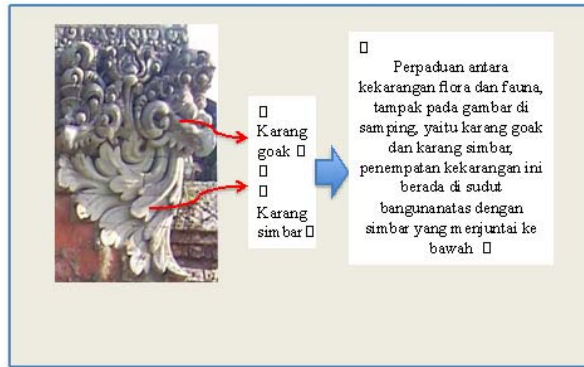 Karang
goak
Karang
simbar
Perpaduan antara
kekarangan flora dan fauna,
tampak pada gambar di
samping, yaitu karang goak
dan karang simbar,
penempatan kekarangan ini
berada di sudut
bangunanatas dengan
simbar yang menjuntai ke
bawah